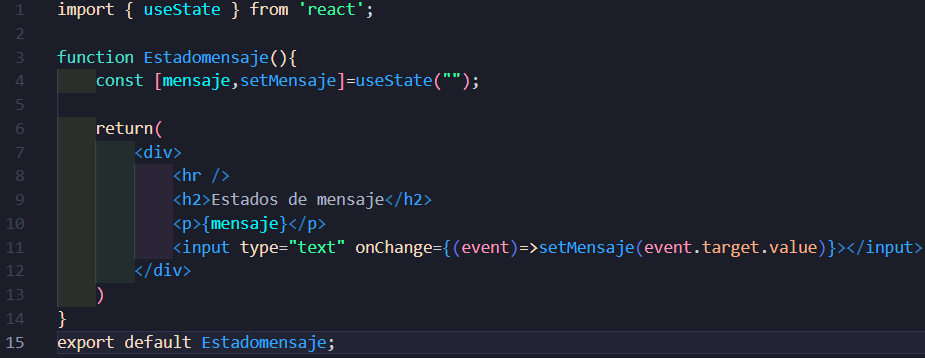 1 import { useState } from 'react';
2
3 function Estadomensaje(){
4 const [mensaje,setMensaje]=useState("");
5
6 return(
7 <div>
8 <hr />
9 <h2>Estados de mensaje</h2>
10 <p>{mensaje}</p>
11 <input type="text" onChange={(event)=>setMensaje(event.target.value)}></input>
12 </div>
13 )
14 }
15 export default Estadomensaje;